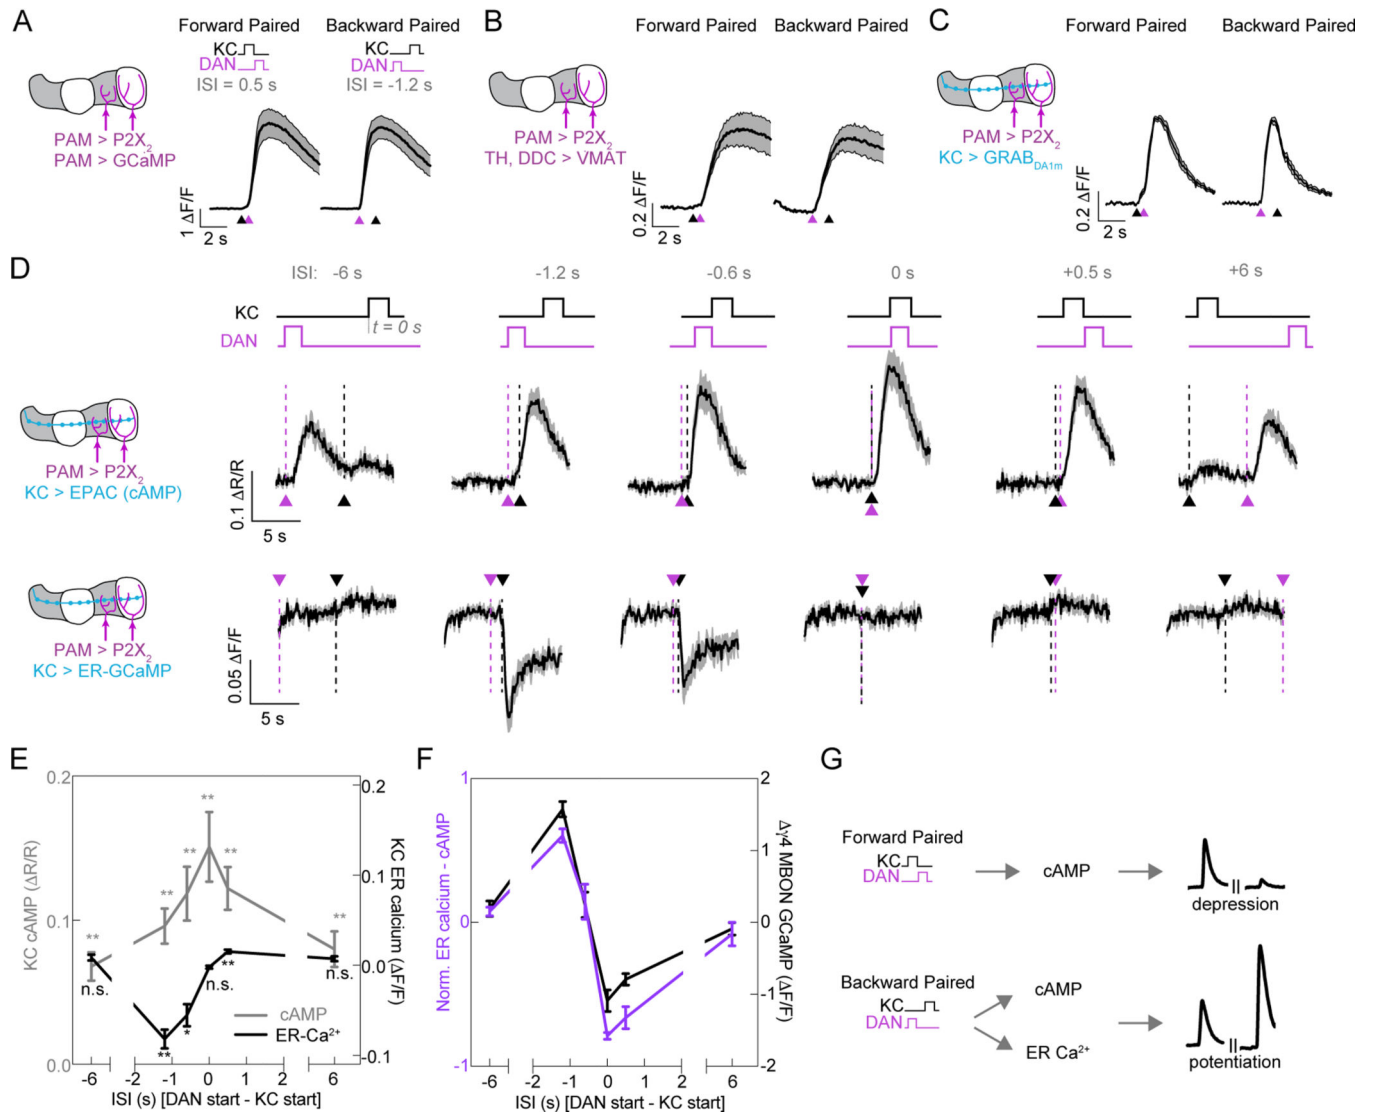 A
Forward Paired
Backward Paired
KC
KC
DAN
DAN
ISI = 0.5 s
ISI = -1.2 s
PAM > P2X₂
PAM > GCaMP
1 ΔF/F
2 s
B
Forward Paired
Backward Paired
PAM > P2X₂
TH, DDC > VMAT
0.2 ΔF/F
2 s
C
Forward Paired
Backward Paired
PAM > P2X₂
KC > GRAB DA1m
0.2 ΔF/F
2 s
D
ISI: -6 s
-1.2 s
-0.6 s
0 s
+0.5 s
+6 s
KC
t = 0 s
DAN
PAM > P2X₂
KC > EPAC (cAMP)
0.1 ΔR/R
5 s
PAM > P2X₂
KC > ER-GCaMP
0.05 ΔF/F
5 s
E
KC cAMP (ΔR/R)
0.2
0.1
0.0
KC ER calcium (ΔF/F)
0.2
0.1
0.0
-0.1
**
**
**
**
**
**
n.s.
**
*
n.s.
**
n.s.
cAMP
ER-Ca²⁺
-6 -2 -1 0 1 2 6
ISI (s) [DAN start - KC start]
F
Norm. ER calcium - cAMP
1
0
-1
Δγ4 MBON GCaMP (ΔF/F)
2
1
0
-1
-2
-6 -2 -1 0 1 2 6
ISI (s) [DAN start - KC start]
G
Forward Paired
KC
DAN
cAMP
depression
Backward Paired
KC
DAN
cAMP
ER Ca²⁺
potentiation